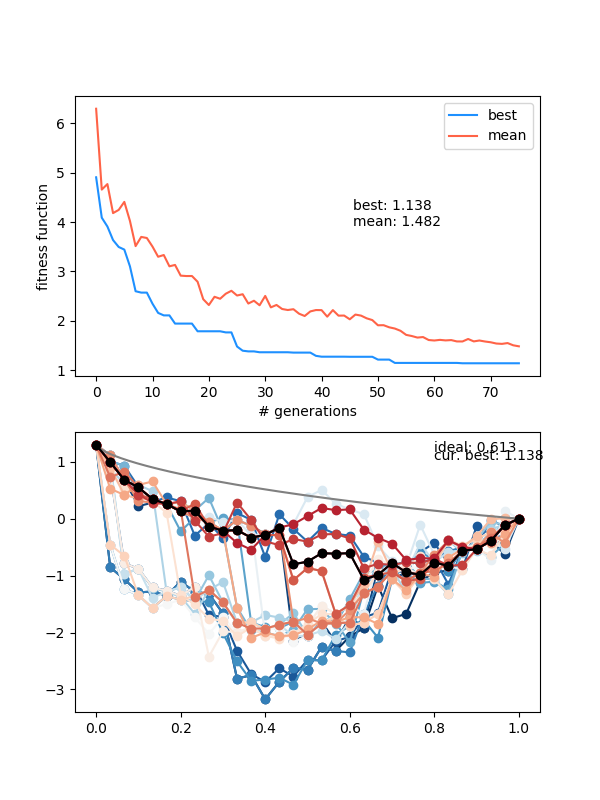 6
5
4
3
2
1
fitness function
best
mean
best: 1.138
mean: 1.482
0 10 20 30 40 50 60 70
# generations
ideal: 0.613
cur. best: 1.138
1
0
−1
−2
−3
0.0 0.2 0.4 0.6 0.8 1.0